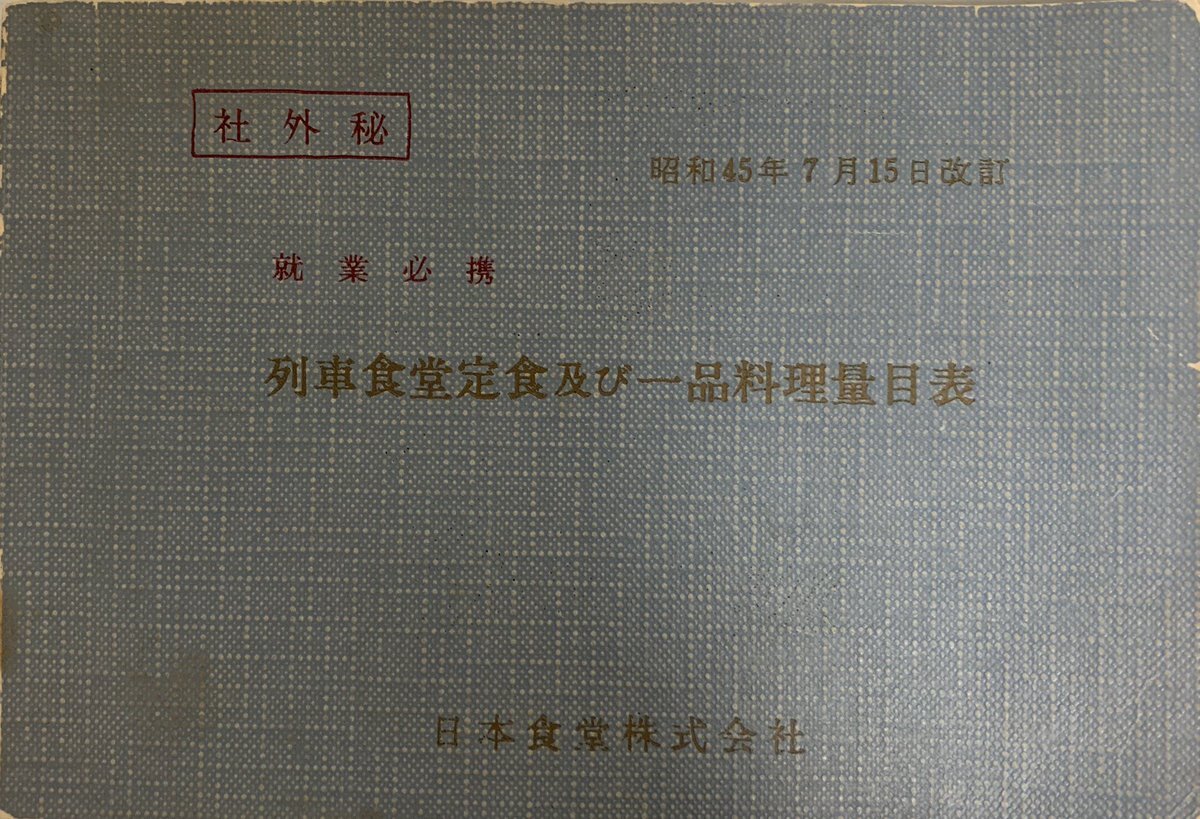 社外秘
昭和45年7月15日改訂
就業必携
列車食堂定食及び一品料理量目表
日本食堂株式会社